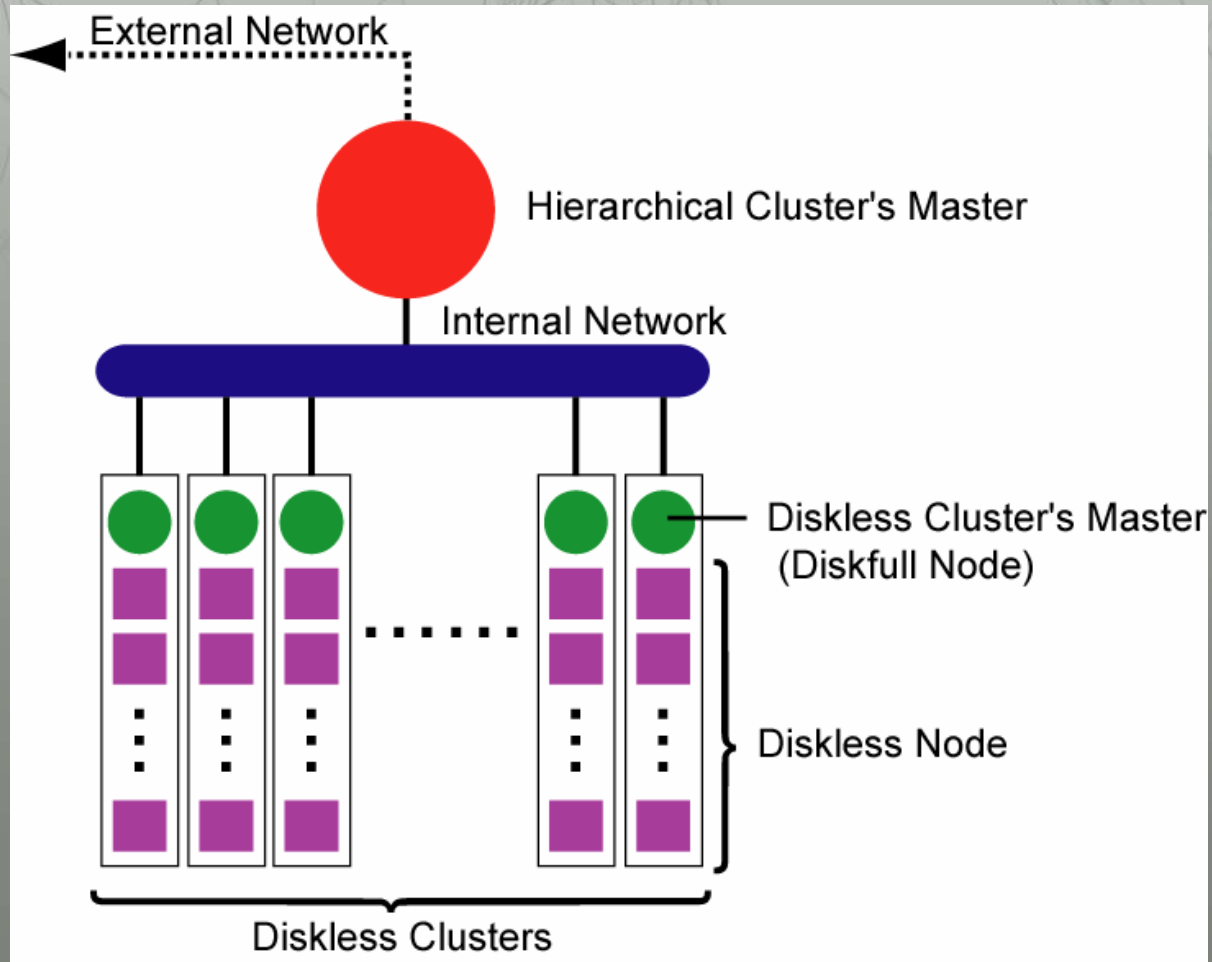 External Network
Hierarchical Cluster's Master
Internal Network
Diskless Cluster's Master
(Diskfull Node)
Diskless Node
Diskless Clusters